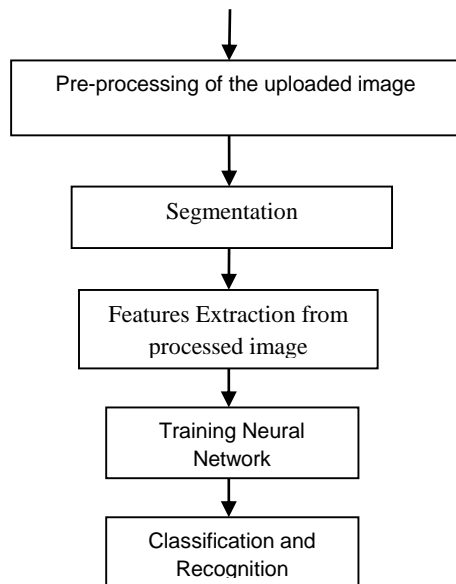 Pre-processing of the uploaded image
Segmentation
Features Extraction from
processed image
Training Neural
Network
Classification and
Recognition